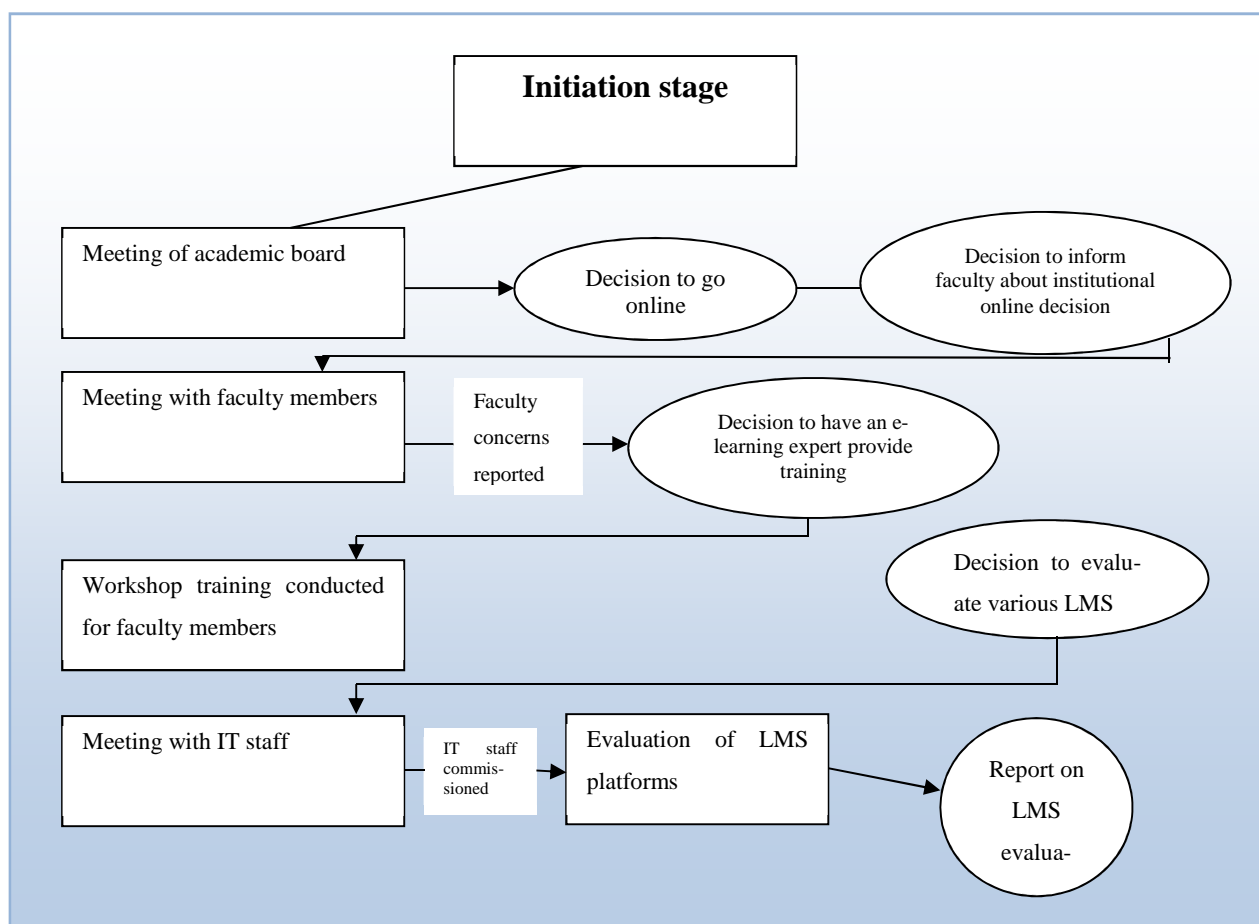 Initiation stage
Meeting of academic board
Decision to go
online
Decision to inform
faculty about institutional
online decision
Meeting with faculty members
Faculty
concerns
reported
Decision to have an e-
learning expert provide
training
Workshop training conducted
for faculty members
Decision to evalu-
ate various LMS
Meeting with IT staff
IT staff
commis-
sioned
Evaluation of LMS
platforms
Report on
LMS
evalua-